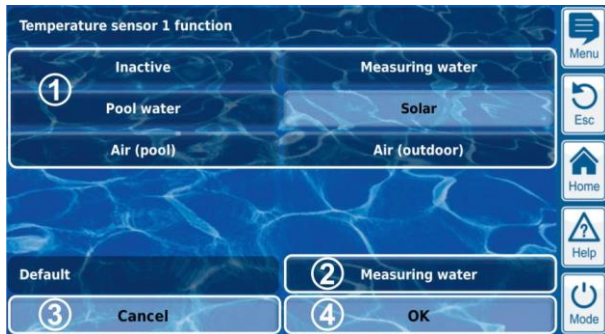 Temperature sensor 1 function
Menu
Inactive
Measuring water
1
Pool water
Solar
Esc
Air (pool)
Air (outdoor)
Home
Help
Default
2
Measuring water
3
Cancel
4
OK
Mode